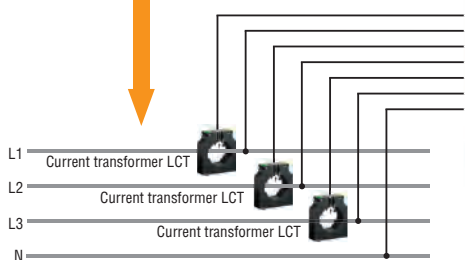 L1
Current transformer LCT
L2
Current transformer LCT
L3
Current transformer LCT
N